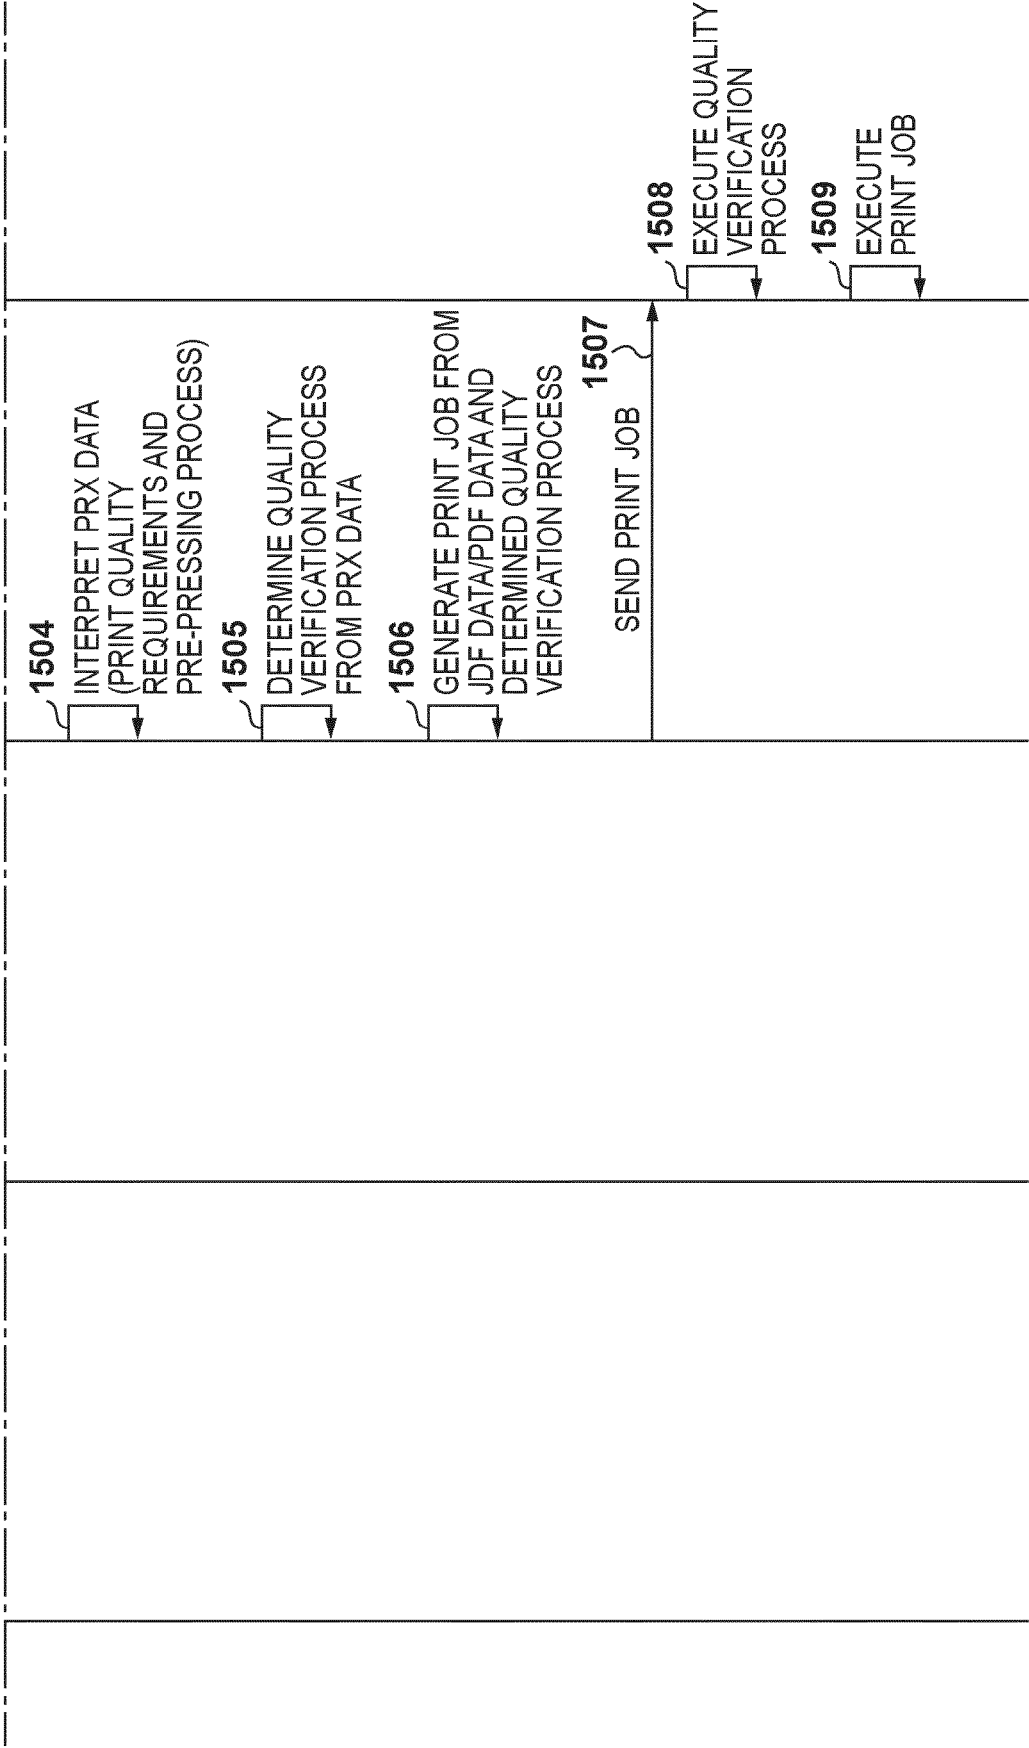 1504
INTERPRET PRX DATA
(PRINT QUALITY
REQUIREMENTS AND
PRE-PRESSING PROCESS)
1505
DETERMINE QUALITY
VERIFICATION PROCESS
FROM PRX DATA
1506
GENERATE PRINT JOB FROM
JDF DATA/PDF DATA AND
DETERMINED QUALITY
VERIFICATION PROCESS
SEND PRINT JOB
1507
1508
EXECUTE QUALITY
VERIFICATION
PROCESS
1509
EXECUTE
PRINT JOB